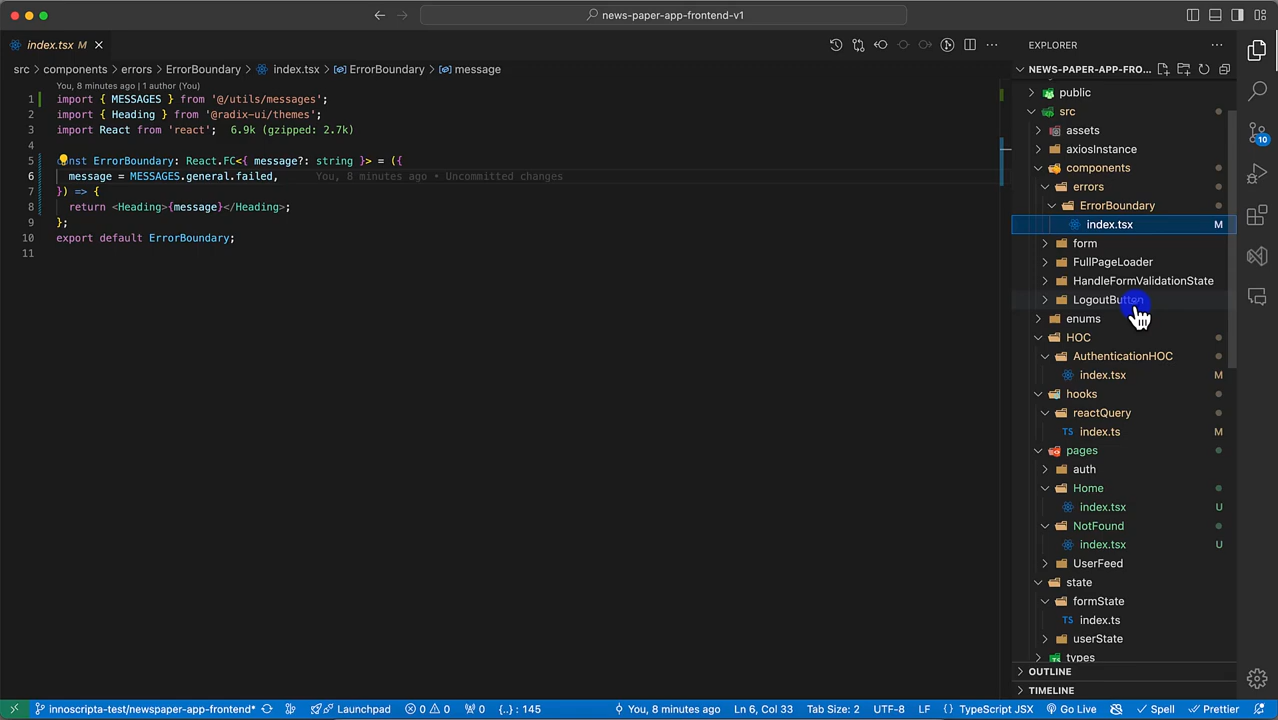 news-paper-app-frontend-v1
index.tsx M
EXPLORER
src > components > errors > ErrorBoundary > index.tsx > ErrorBoundary > message
NEWS-PAPER-APP-FRO...
You, 8 minutes ago | 1 author (You)
1 import { MESSAGES } from '@/utils/messages';
2 import { Heading } from '@radix-ui/themes';
3 import React from 'react'; 6.9k (gzipped: 2.7k)
4
5 nst ErrorBoundary: React.FC<{ message?: string }> = ({
6 message = MESSAGES.general.failed, You, 8 minutes ago • Uncommitted changes
7 }) => {
8 return <Heading>{message}</Heading>;
9 };
10 export default ErrorBoundary;
11
public
src
assets
axiosInstance
components
errors
ErrorBoundary
index.tsx M
form
FullPageLoader
HandleFormValidationState
LogoutButton
enums
HOC
AuthenticationHOC
index.tsx M
hooks
reactQuery
TS index.ts M
pages
auth
Home
index.tsx U
NotFound
index.tsx U
UserFeed
state
formState
TS index.ts
userState
types
OUTLINE
TIMELINE
10
innoscripta-test/newspaper-app-frontend* Launchpad 0 0 0 {..} : 145 You, 8 minutes ago Ln 6, Col 33 Tab Size: 2 UTF-8 LF { } TypeScript JSX Go Live Spell Prettier